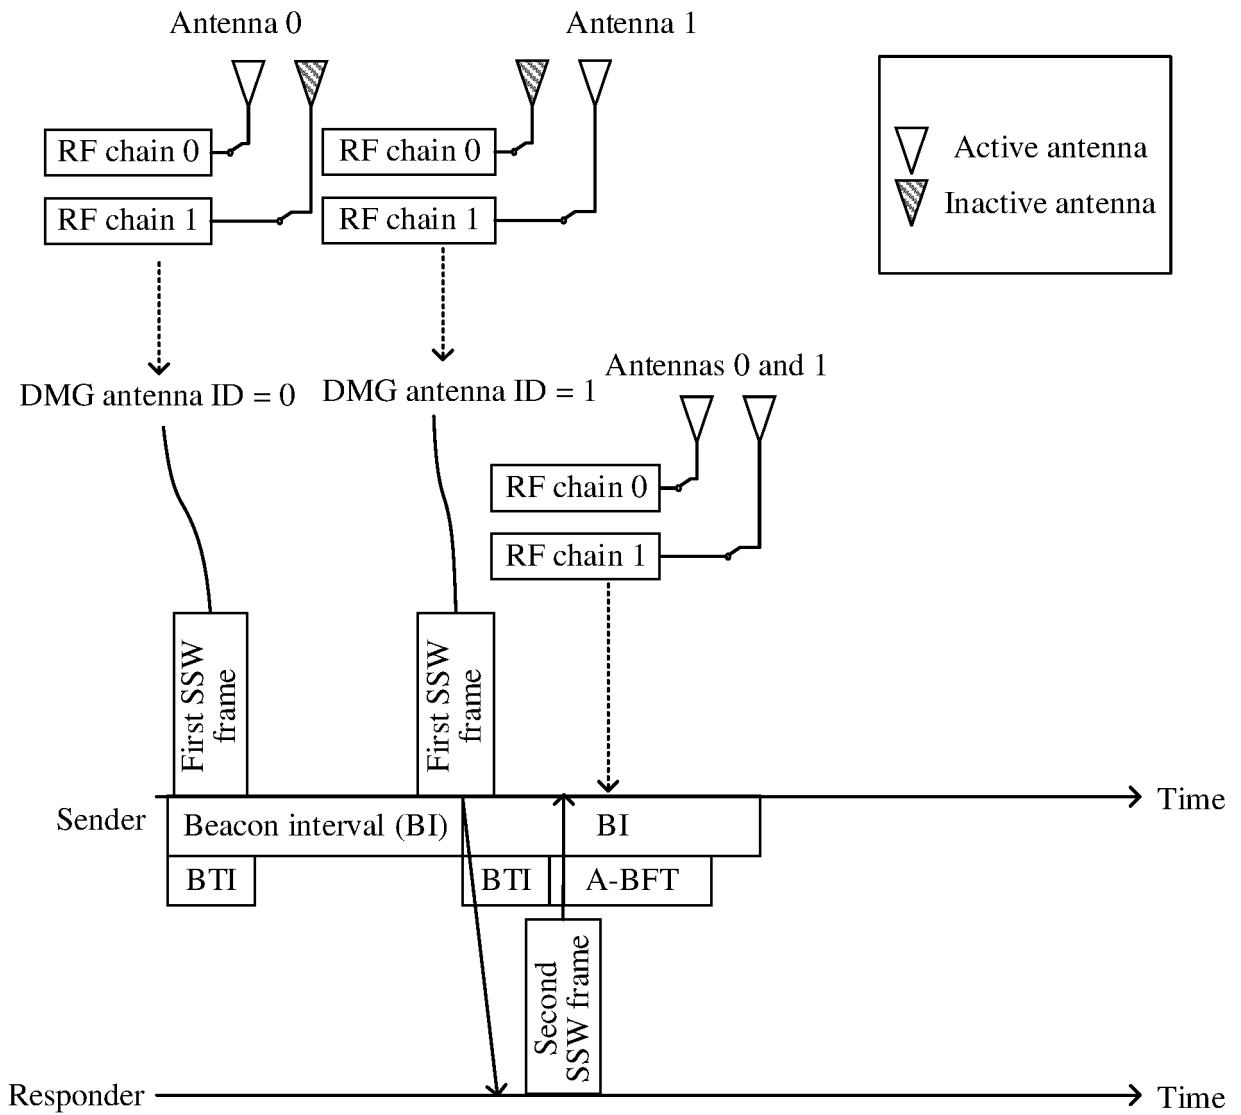 Antenna 0
Antenna 1
RF chain 0
RF chain 1
RF chain 0
RF chain 1
Active antenna
Inactive antenna
DMG antenna ID = 0
DMG antenna ID = 1
Antennas 0 and 1
RF chain 0
RF chain 1
First SSW
frame
First SSW
frame
Sender
Time
Beacon interval (BI)
BI
BTI
BTI
A-BFT
Second
SSW frame
Responder
Time